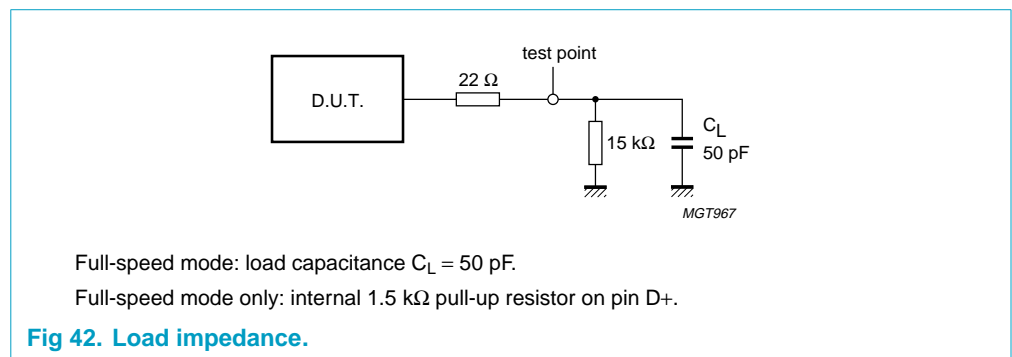 test point
22 Ω
D.U.T.
15 kΩ
C_L
50 pF
MGT967
Full-speed mode: load capacitance C_L = 50 pF.
Full-speed mode only: internal 1.5 kΩ pull-up resistor on pin D+.
Fig 42. Load impedance.